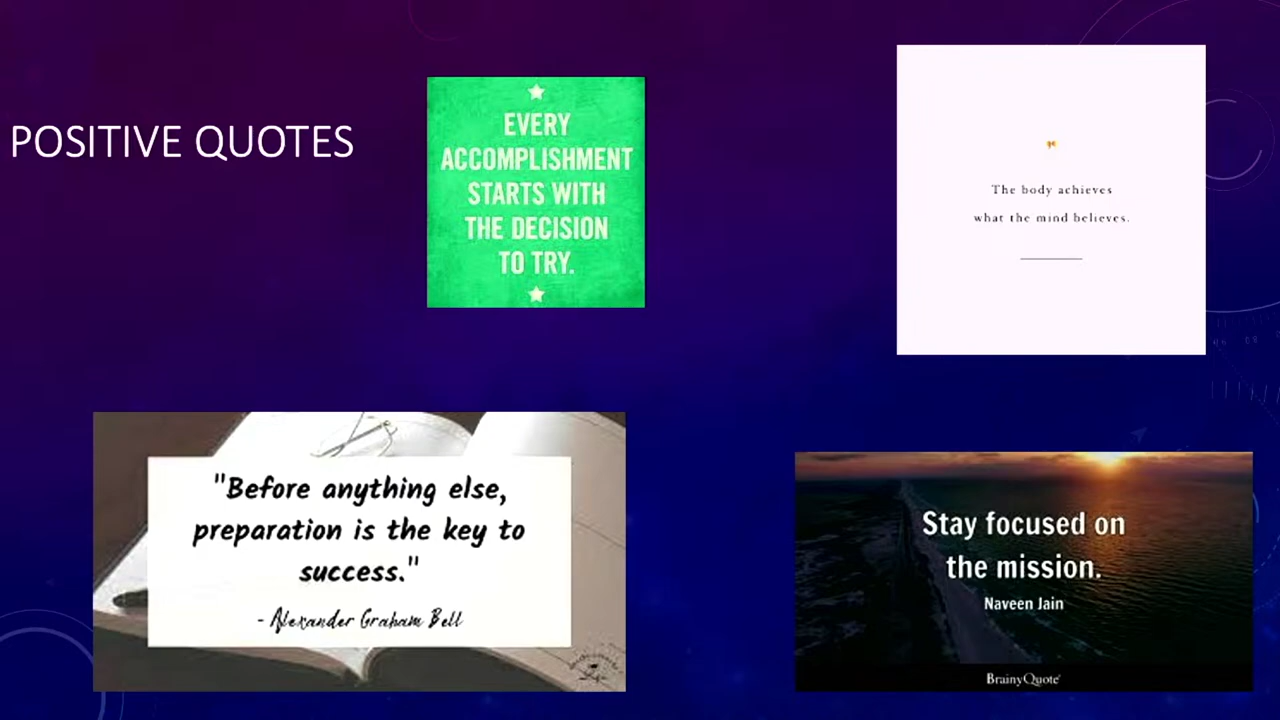 POSITIVE QUOTES
EVERY
ACCOMPLISHMENT
STARTS WITH
THE DECISION
TO TRY.
The body achieves
what the mind believes.
"Before anything else,
preparation is the key to
success."
- Alexander Graham Bell
Stay focused on
the mission.
Naveen Jain
BrainyQuote